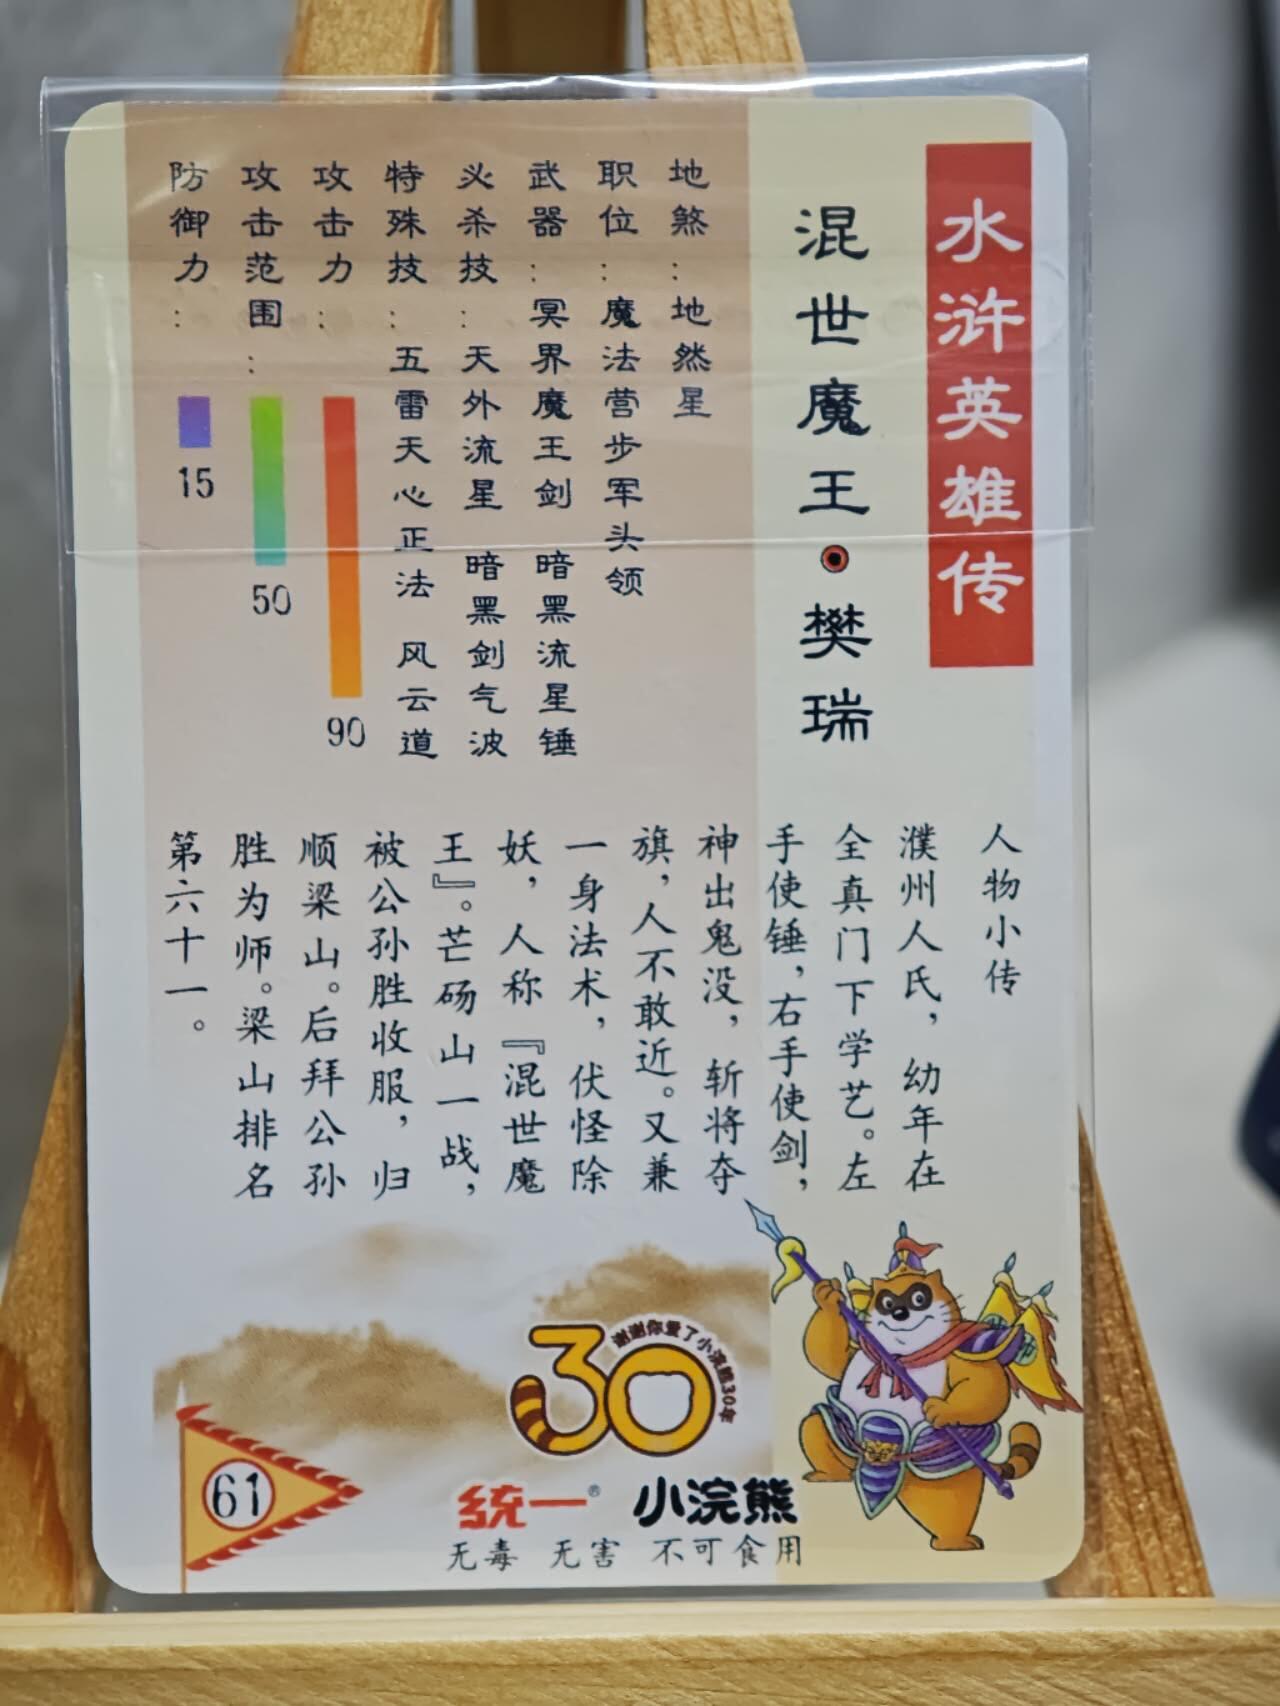 水浒英雄传
混世魔王·樊瑞
地煞:地然星
职位:魔法营步军头领
武器:冥界魔王剑 暗黑流星锤
必杀技:天外流星 暗黑剑气波
特殊技:五雷天心正法 风云道
攻击力:90
攻击范围:50
防御力:15
人物小传
濮州人氏，幼年在
全真门下学艺。左
手使锤，右手使剑，
神出鬼没，斩将夺
旗，人不敢近。又兼
一身法术，伏怪除
妖，人称『混世魔
王』。芒砀山一战，
被公孙胜收服，归
顺梁山。后拜公孙
胜为师。梁山排名
第六十一。
30
谢谢你爱了小浣熊30年
61
統一® 小浣熊
无毒 无害 不可食用